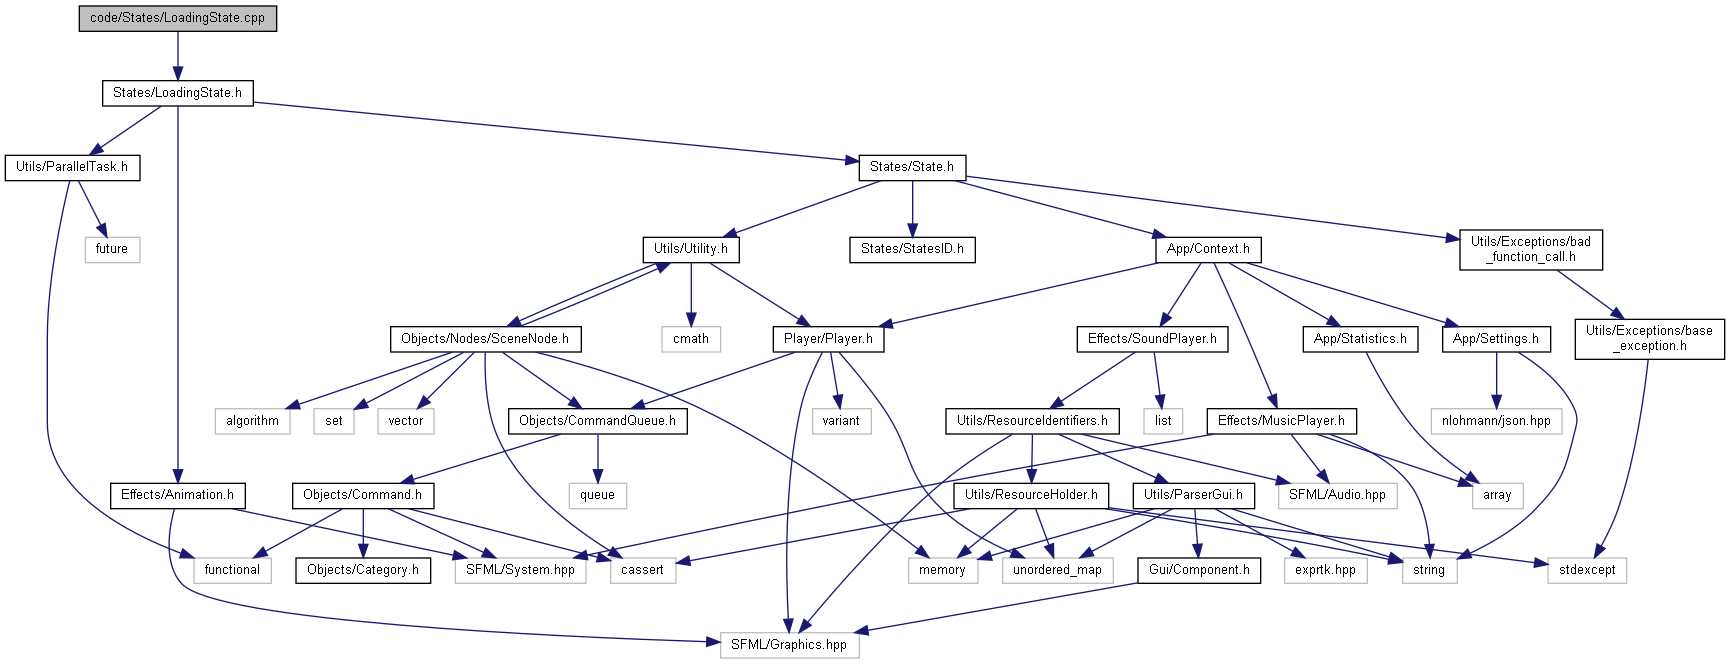 code/States/LoadingState.cpp
States/LoadingState.h
Utils/ParallelTask.h
States/State.h
future
Utils/Utility.h
States/StatesID.h
App/Context.h
Utils/Exceptions/bad
_function_call.h
Objects/Nodes/SceneNode.h
cmath
Player/Player.h
Effects/SoundPlayer.h
App/Statistics.h
App/Settings.h
Utils/Exceptions/base
_exception.h
algorithm
set
vector
Objects/CommandQueue.h
variant
Utils/ResourceIdentifiers.h
list
Effects/MusicPlayer.h
nlohmann/json.hpp
Effects/Animation.h
Objects/Command.h
queue
Utils/ResourceHolder.h
Utils/ParserGui.h
SFML/Audio.hpp
array
functional
Objects/Category.h
SFML/System.hpp
cassert
memory
unordered_map
Gui/Component.h
exprtk.hpp
string
stdexcept
SFML/Graphics.hpp